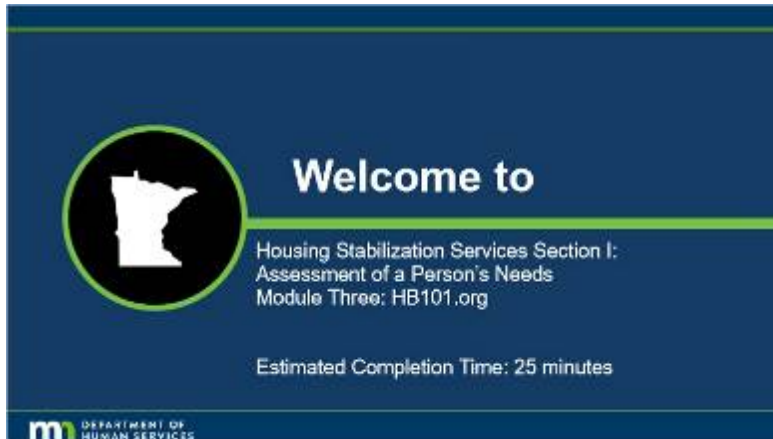 Welcome to
Housing Stabilization Services Section I:
Assessment of a Person's Needs
Module Three: HB101.org
Estimated Completion Time: 25 minutes
mn DEPARTMENT OF
HUMAN SERVICES